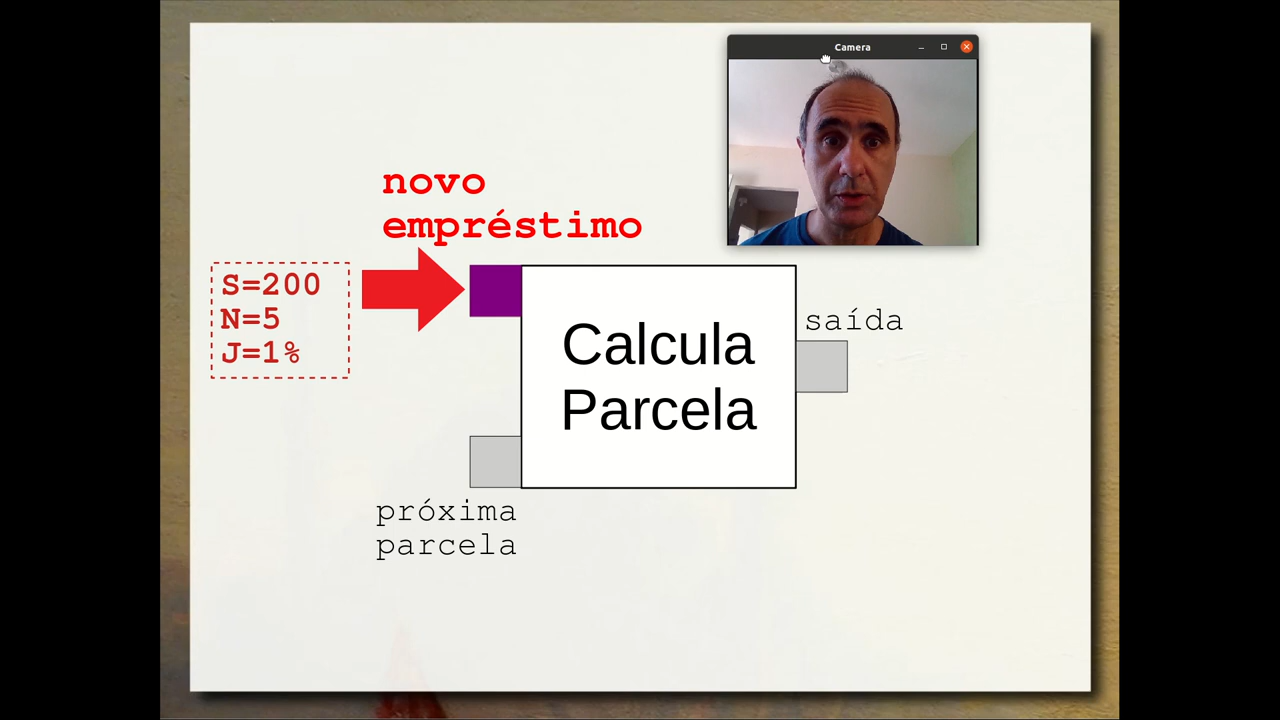 Camera
novo
empréstimo
S=200
N=5
J=1%
Calcula
Parcela
saída
próxima
parcela